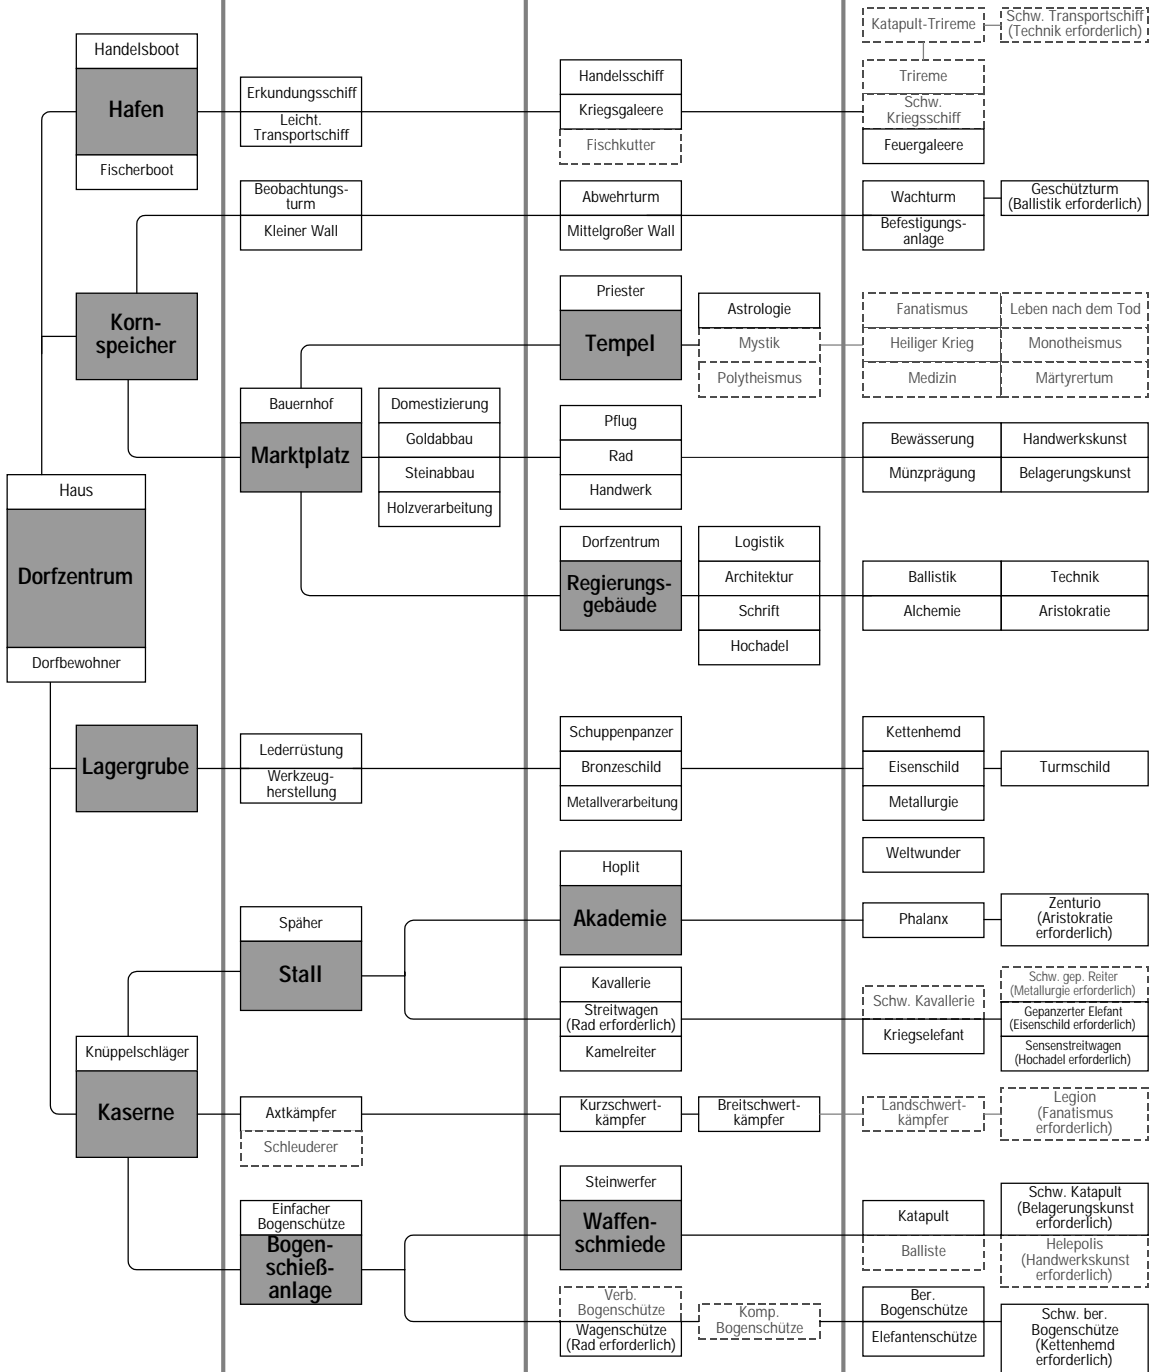 Handelsboot
Hafen
Fischerboot
Erkundungsschiff
Leicht.
Transportschiff
Handelsschiff
Kriegsgaleere
Fischkutter
Katapult-Trireme
Schw. Transportschiff
(Technik erforderlich)
Trireme
Schw.
Kriegsschiff
Feuergaleere
Korn-
speicher
Beobachtungs-
turm
Kleiner Wall
Abwehrturm
Mittelgroßer Wall
Wachturm
Befestigungs-
anlage
Geschützturm
(Ballistik erforderlich)
Priester
Tempel
Astrologie
Mystik
Polytheismus
Fanatismus
Leben nach dem Tod
Heiliger Krieg
Monotheismus
Medizin
Märtyrertum
Bauernhof
Marktplatz
Domestizierung
Goldabbau
Steinabbau
Holzverarbeitung
Pflug
Rad
Handwerk
Bewässerung
Handwerkskunst
Münzprägung
Belagerungskunst
Haus
Dorfzentrum
Dorfbewohner
Dorfzentrum
Regierungs-
gebäude
Logistik
Architektur
Schrift
Hochadel
Ballistik
Technik
Alchemie
Aristokratie
Lagergrube
Lederrüstung
Werkzeug-
herstellung
Schuppenpanzer
Bronzeschild
Metallverarbeitung
Kettenhemd
Eisenschild
Metallurgie
Turmschild
Weltwunder
Hoplit
Akademie
Phalanx
Zenturio
(Aristokratie
erforderlich)
Späher
Stall
Kavallerie
Streitwagen
(Rad erforderlich)
Kamelreiter
Schw. Kavallerie
Kriegselefant
Schw. gep. Reiter
(Metallurgie erforderlich)
Gepanzerter Elefant
(Eisenschild erforderlich)
Sensenstreitwagen
(Hochadel erforderlich)
Knüppelschläger
Kaserne
Axtkämpfer
Schleuderer
Kurzschwert-
kämpfer
Breitschwert-
kämpfer
Landschwert-
kämpfer
Legion
(Fanatismus
erforderlich)
Einfacher
Bogenschütze
Bogen-
schieß-
anlage
Steinwerfer
Waffen-
schmiede
Katapult
Balliste
Schw. Katapult
(Belagerungskunst
erforderlich)
Helepolis
(Handwerkskunst
erforderlich)
Verb.
Bogenschütze
Wagenschütze
(Rad erforderlich)
Komp.
Bogenschütze
Ber.
Bogenschütze
Elefantenschütze
Schw. ber.
Bogenschütze
(Kettenhemd
erforderlich)